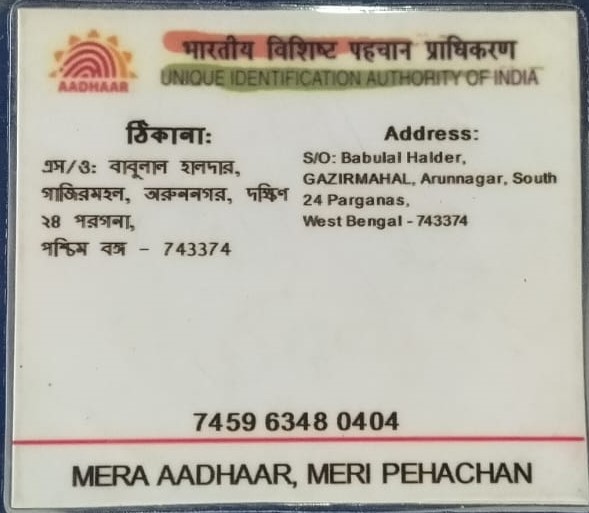 AADHAAR
भारतीय विशिष्ट पहचान प्राधिकरण
UNIQUE IDENTIFICATION AUTHORITY OF INDIA
ঠিকানা:
এস/ও: বাবুলাল হালদার,
গাজিরমহল, অরুননগর, দক্ষিণ
২৪ পরগনা,
পশ্চিম বঙ্গ - 743374
Address:
S/O: Babulal Halder,
GAZIRMAHAL, Arunnagar, South
24 Parganas,
West Bengal - 743374
7459 6348 0404
MERA AADHAAR, MERI PEHACHAN